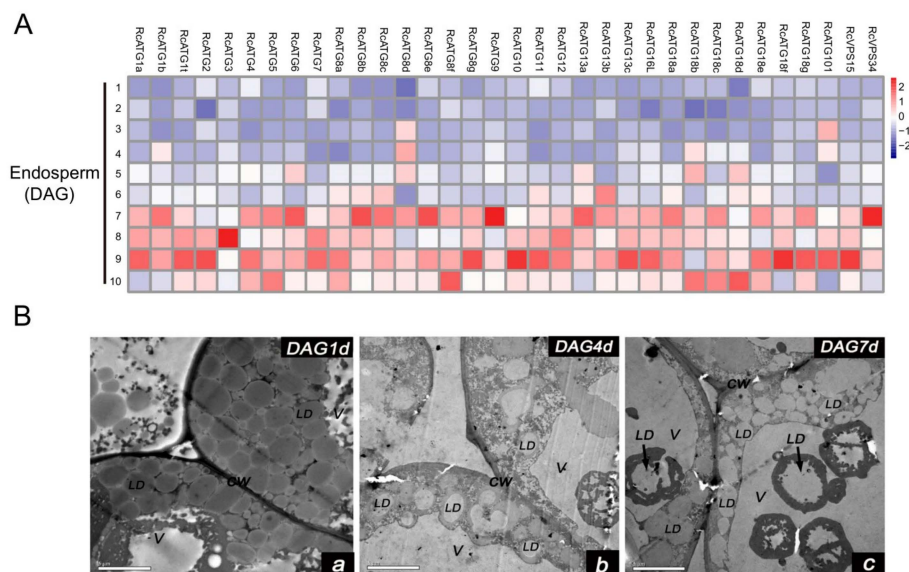 A
RcATG1a
RcATG1b
RcATG1t
RcATG2
RcATG3
RcATG4
RcATG5
RcATG6
RcATG7
RcATG8a
RcATG8b
RcATG8c
RcATG8d
RcATG8e
RcATG8f
RcATG8g
RcATG9
RcATG10
RcATG11
RcATG12
RcATG13a
RcATG13b
RcATG13c
RcATG16L
RcATG18a
RcATG18b
RcATG18c
RcATG18d
RcATG18e
RcATG18f
RcATG18g
RcATG101
RcVPS15
RcVPS34
Endosperm
(DAG)
1
2
3
4
5
6
7
8
9
10
2
1
0
−1
−2
B
DAG1d
LD
V
CW
LD
V
a
DAG4d
LD
V
CW
LD
LD
LD
V
b
DAG7d
CW
LD
LD
V
LD
LD
LD
V
LD
c